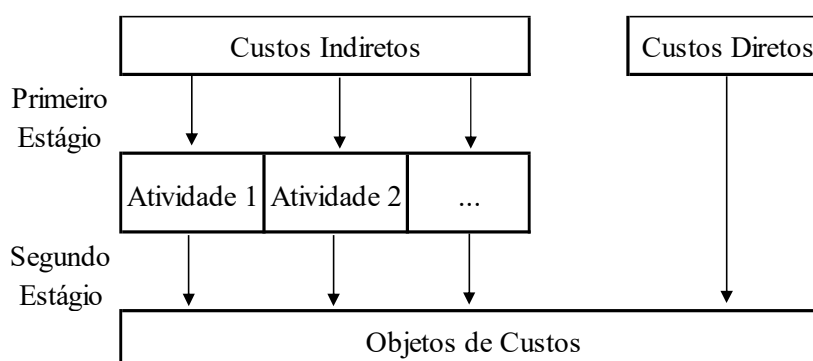 Custos Indiretos
Custos Diretos
Primeiro
Estágio
Atividade 1
Atividade 2
...
Segundo
Estágio
Objetos de Custos